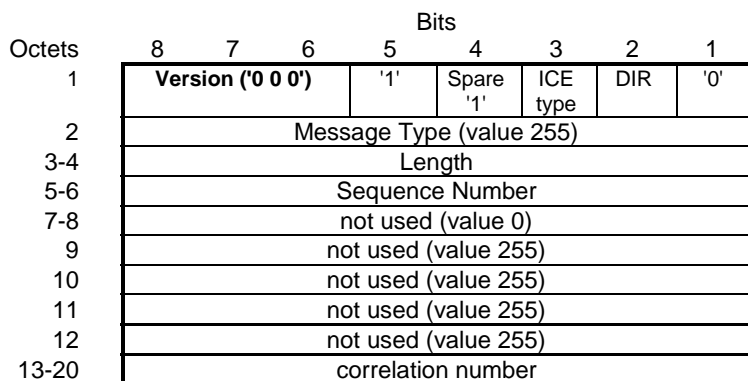 Bits
Octets 8 7 6 5 4 3 2 1
1 Version ('0 0 0') '1' Spare '1' ICE type DIR '0'
2 Message Type (value 255)
3-4 Length
5-6 Sequence Number
7-8 not used (value 0)
9 not used (value 255)
10 not used (value 255)
11 not used (value 255)
12 not used (value 255)
13-20 correlation number